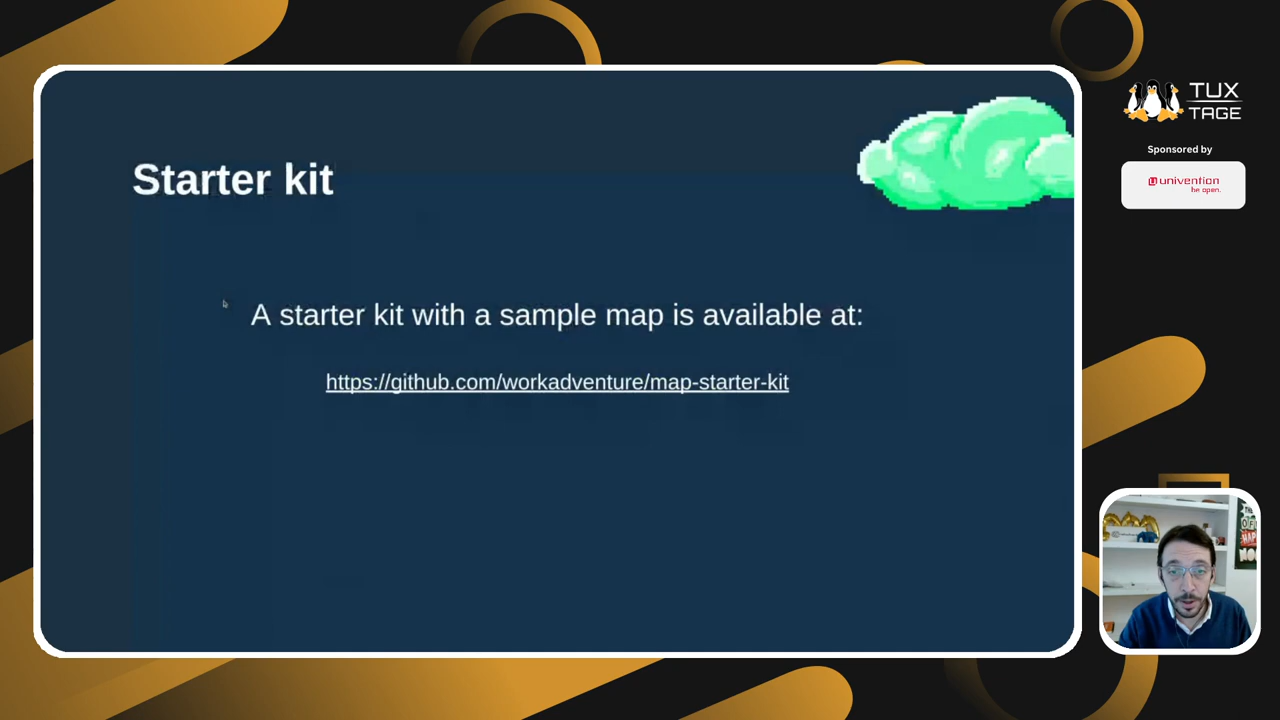 Starter kit
A starter kit with a sample map is available at:
https://github.com/workadventure/map-starter-kit
TUX
TAGE
Sponsored by
univention
be open.